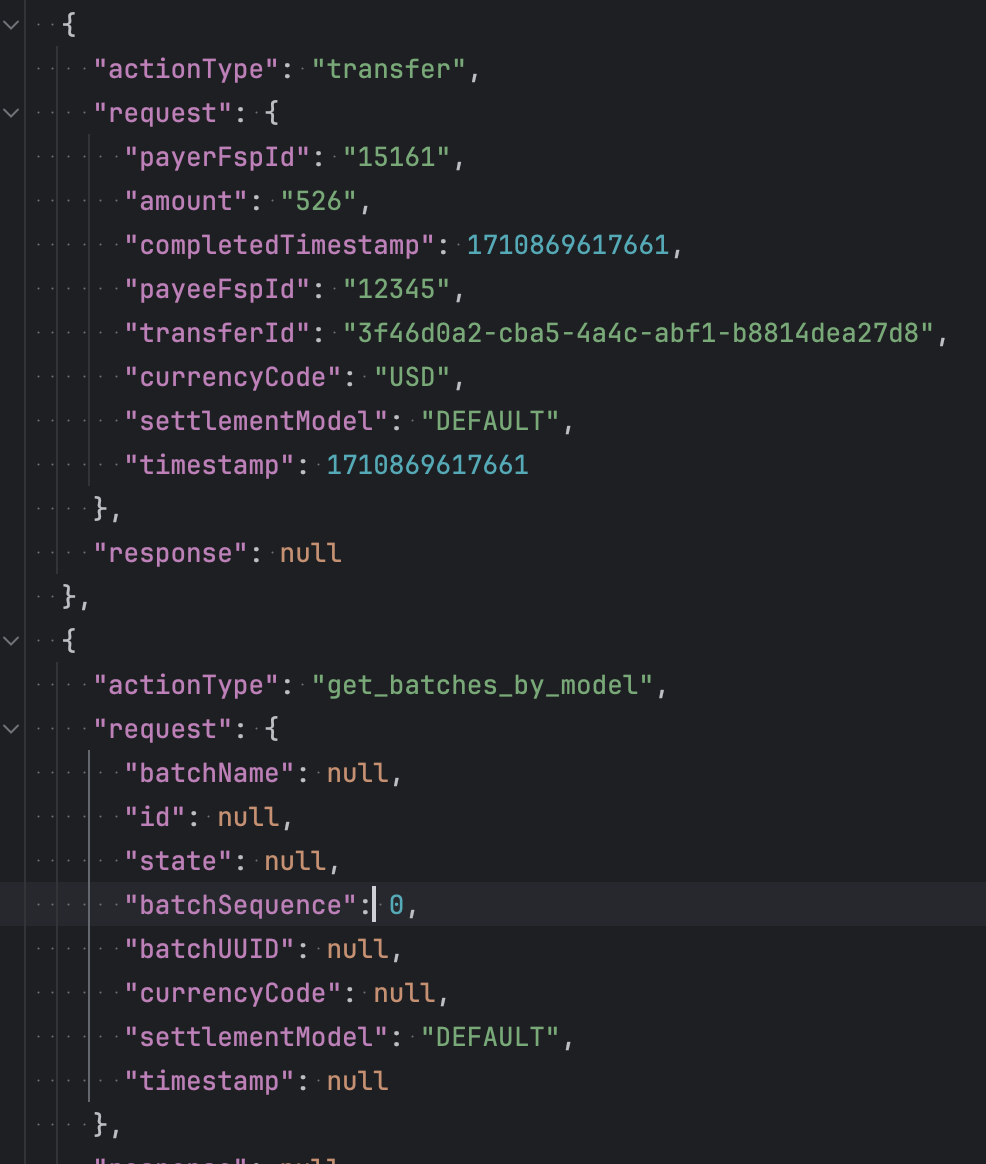 {
"actionType": "transfer",
"request": {
"payerFspId": "15161",
"amount": "526",
"completedTimestamp": 1710869617661,
"payeeFspId": "12345",
"transferId": "3f46d0a2-cba5-4a4c-abf1-b8814dea27d8",
"currencyCode": "USD",
"settlementModel": "DEFAULT",
"timestamp": 1710869617661
},
"response": null
},
{
"actionType": "get_batches_by_model",
"request": {
"batchName": null,
"id": null,
"state": null,
"batchSequence": 0,
"batchUUID": null,
"currencyCode": null,
"settlementModel": "DEFAULT",
"timestamp": null
},